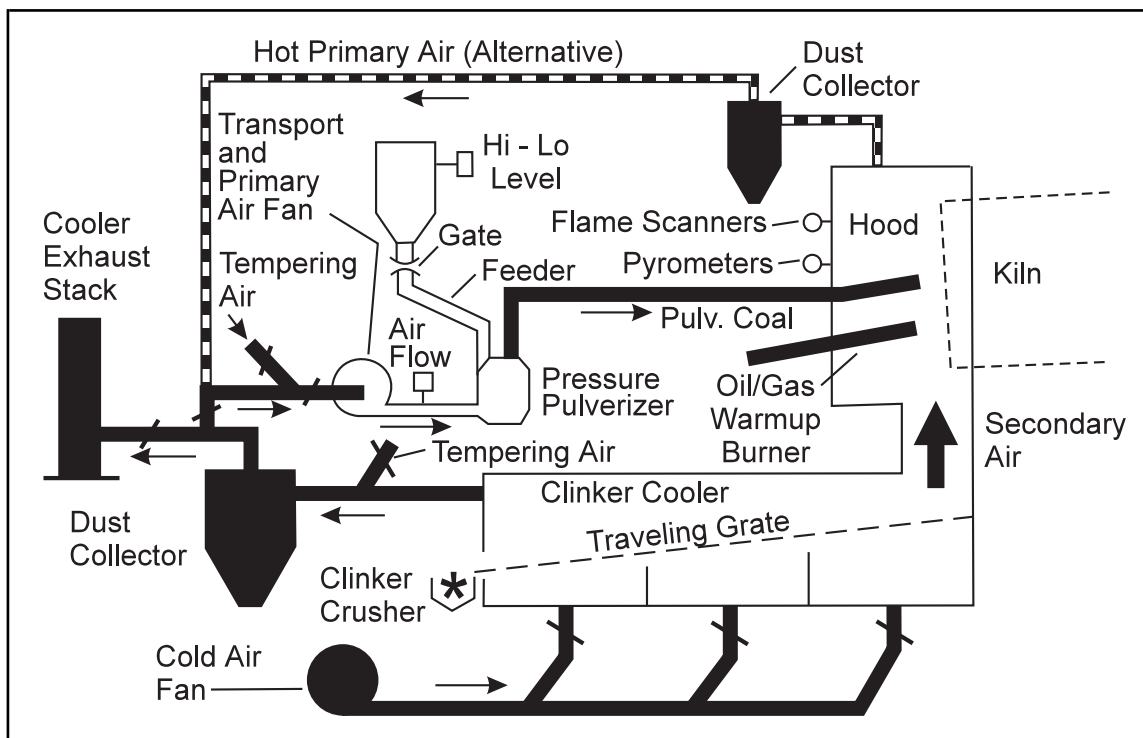 Hot Primary Air (Alternative)
Dust
Collector
Transport
and
Primary
Air Fan
Hi - Lo
Level
Cooler
Exhaust
Stack
Flame Scanners
Hood
Gate
Tempering
Air
Feeder
Pyrometers
Kiln
Air
Flow
Pulv. Coal
Pressure
Pulverizer
Oil/Gas
Warmup
Burner
Secondary
Air
Tempering Air
Clinker Cooler
Dust
Collector
Traveling Grate
Clinker
Crusher
Cold Air
Fan